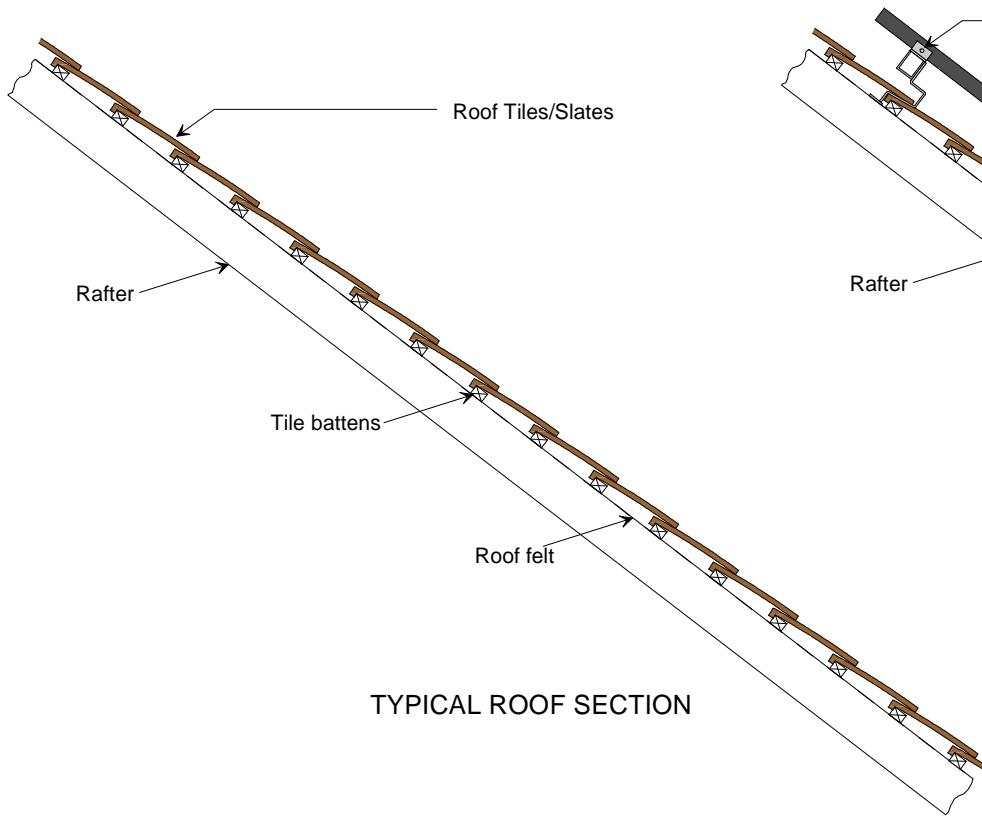 Roof Tiles/Slates
Rafter
Rafter
Tile battens
Roof felt
TYPICAL ROOF SECTION